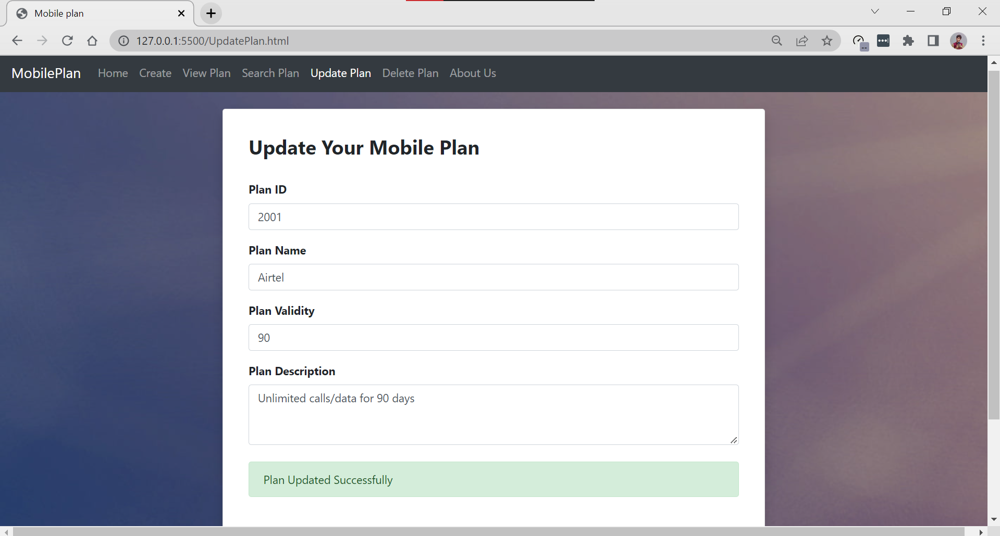 Mobile plan
127.0.0.1:5500/UpdatePlan.html
MobilePlan Home Create View Plan Search Plan Update Plan Delete Plan About Us
Update Your Mobile Plan
Plan ID
2001
Plan Name
Airtel
Plan Validity
90
Plan Description
Unlimited calls/data for 90 days
Plan Updated Successfully